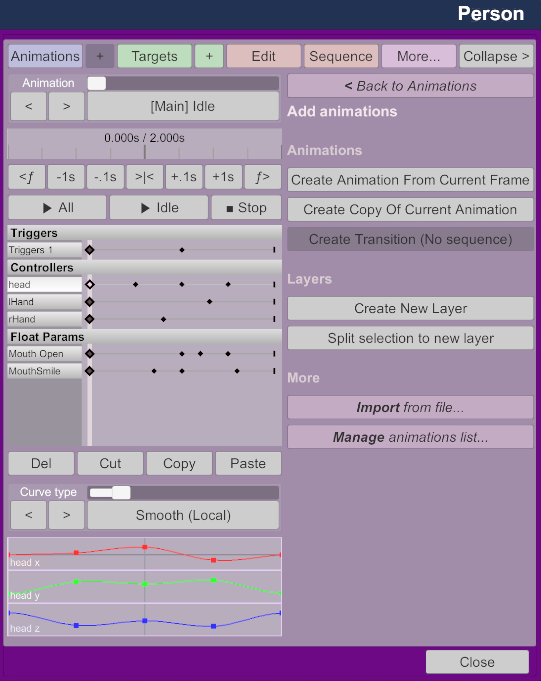 Person
Animations + Targets + Edit Sequence More... Collapse >
Animation
< > [Main] Idle
0.000s / 2.000s
<ƒ -1s -.1s >|< +.1s +1s ƒ>
▶ All ▶ Idle ■ Stop
Triggers
Triggers 1
Controllers
head
lHand
rHand
Float Params
Mouth Open
MouthSmile
Del Cut Copy Paste
Curve type
< > Smooth (Local)
head x
head y
head z
< Back to Animations
Add animations
Animations
Create Animation From Current Frame
Create Copy Of Current Animation
Create Transition (No sequence)
Layers
Create New Layer
Split selection to new layer
More
Import from file...
Manage animations list...
Close